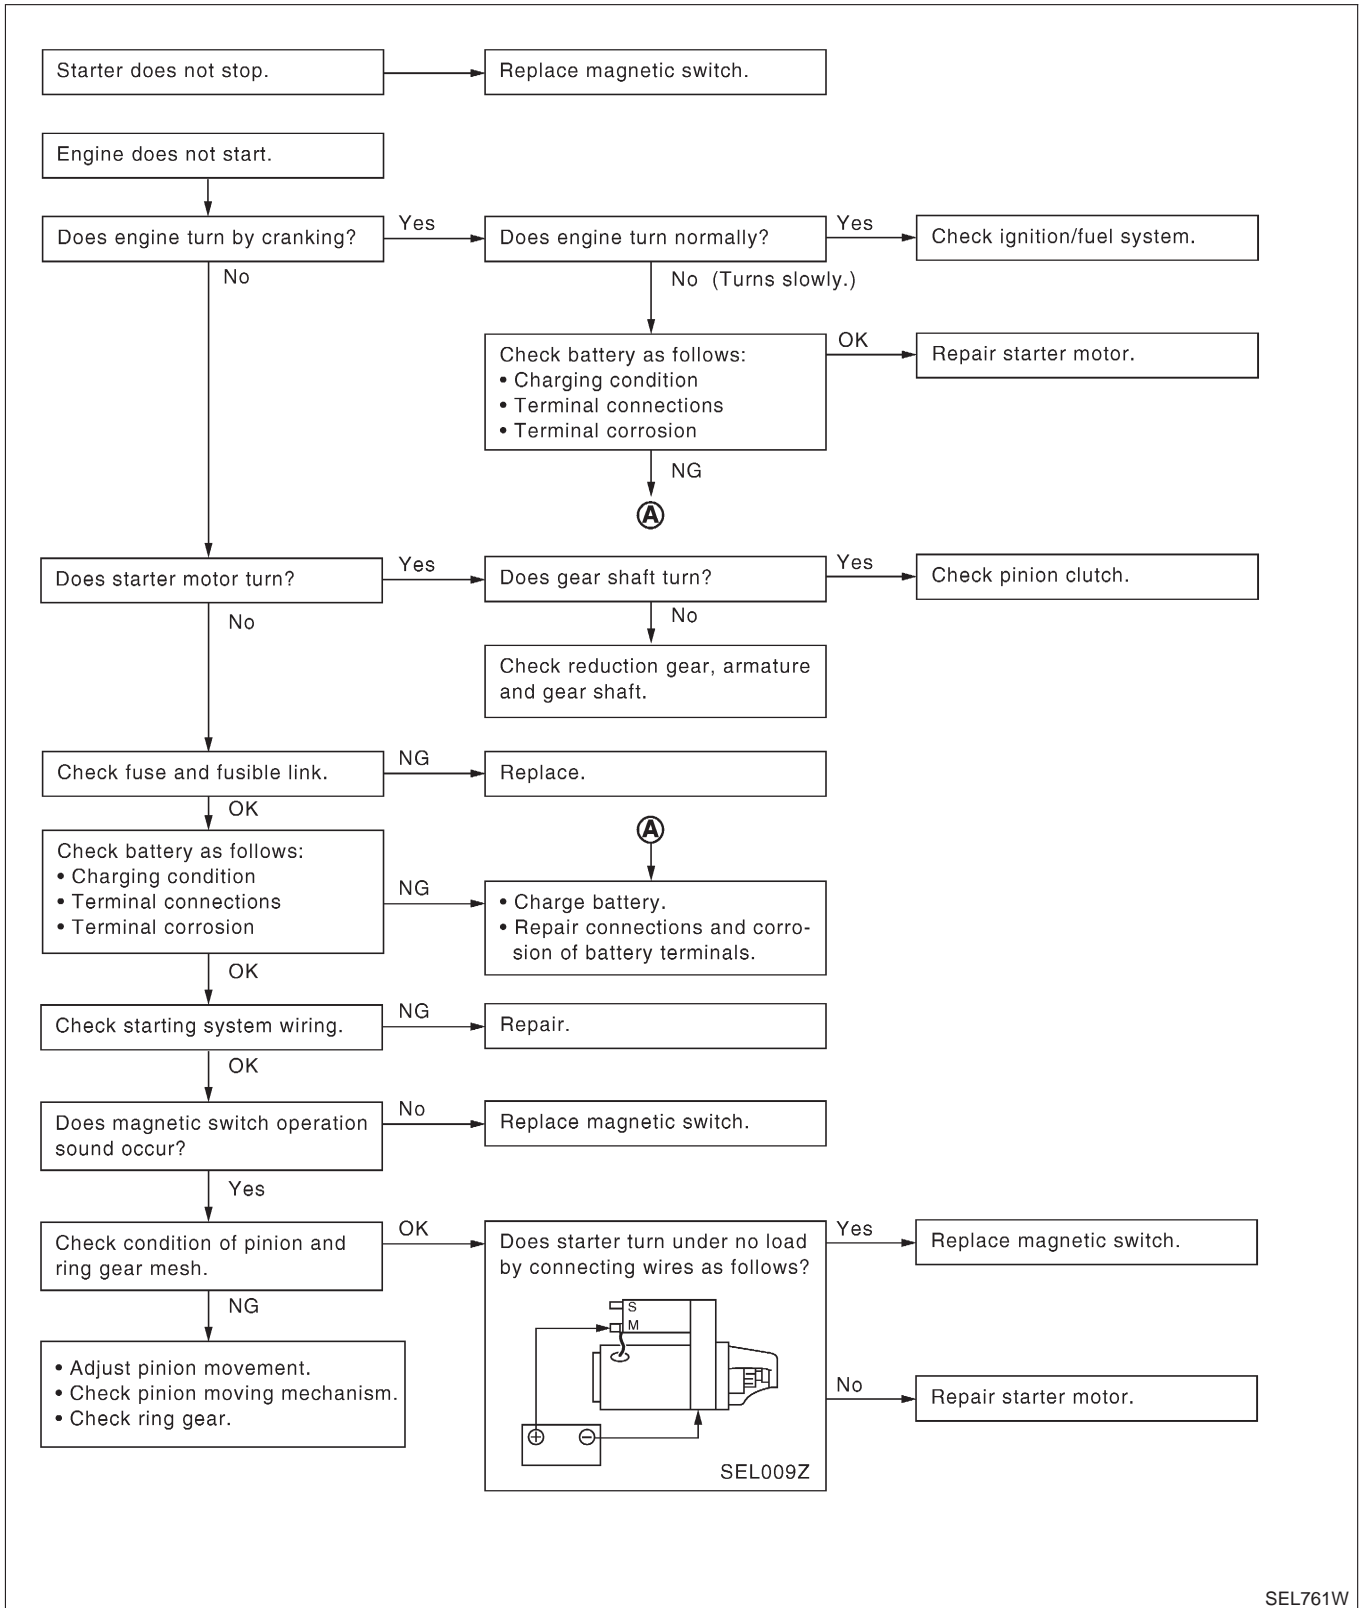 Starter does not stop.
Replace magnetic switch.
Engine does not start.
Does engine turn by cranking?
Yes
Does engine turn normally?
Yes
Check ignition/fuel system.
No
No (Turns slowly.)
Check battery as follows:
• Charging condition
• Terminal connections
• Terminal corrosion
OK
Repair starter motor.
NG
A
Does starter motor turn?
Yes
Does gear shaft turn?
Yes
Check pinion clutch.
No
No
Check reduction gear, armature
and gear shaft.
Check fuse and fusible link.
NG
Replace.
OK
Check battery as follows:
• Charging condition
• Terminal connections
• Terminal corrosion
NG
A
• Charge battery.
• Repair connections and corro-
sion of battery terminals.
OK
Check starting system wiring.
NG
Repair.
OK
Does magnetic switch operation
sound occur?
No
Replace magnetic switch.
Yes
Check condition of pinion and
ring gear mesh.
OK
Does starter turn under no load
by connecting wires as follows?
S
M
+ −
SEL009Z
Yes
Replace magnetic switch.
No
Repair starter motor.
NG
• Adjust pinion movement.
• Check pinion moving mechanism.
• Check ring gear.
SEL761W